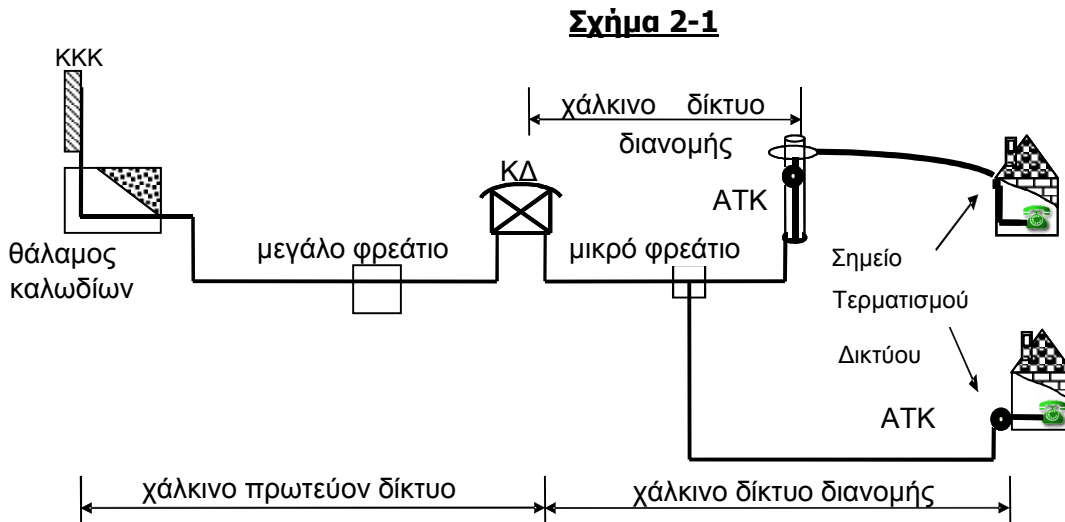 Σχήμα 2-1
ΚΚΚ
χάλκινο δίκτυο
διανομής
ΚΔ
ΑΤΚ
θάλαμος
καλωδίων
μεγάλο φρεάτιο
μικρό φρεάτιο
Σημείο
Τερματισμού
Δικτύου
ΑΤΚ
χάλκινο πρωτεύον δίκτυο
χάλκινο δίκτυο διανομής